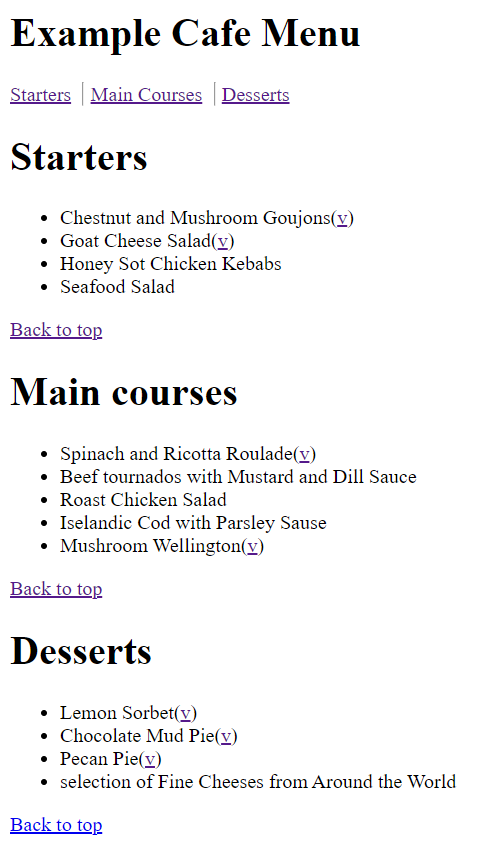 Example Cafe Menu
Starters | Main Courses | Desserts
Starters
• Chestnut and Mushroom Goujons(v)
• Goat Cheese Salad(v)
• Honey Sot Chicken Kebabs
• Seafood Salad
Back to top
Main courses
• Spinach and Ricotta Roulade(v)
• Beef tournados with Mustard and Dill Sauce
• Roast Chicken Salad
• Iselandic Cod with Parsley Sause
• Mushroom Wellington(v)
Back to top
Desserts
• Lemon Sorbet(v)
• Chocolate Mud Pie(v)
• Pecan Pie(v)
• selection of Fine Cheeses from Around the World
Back to top